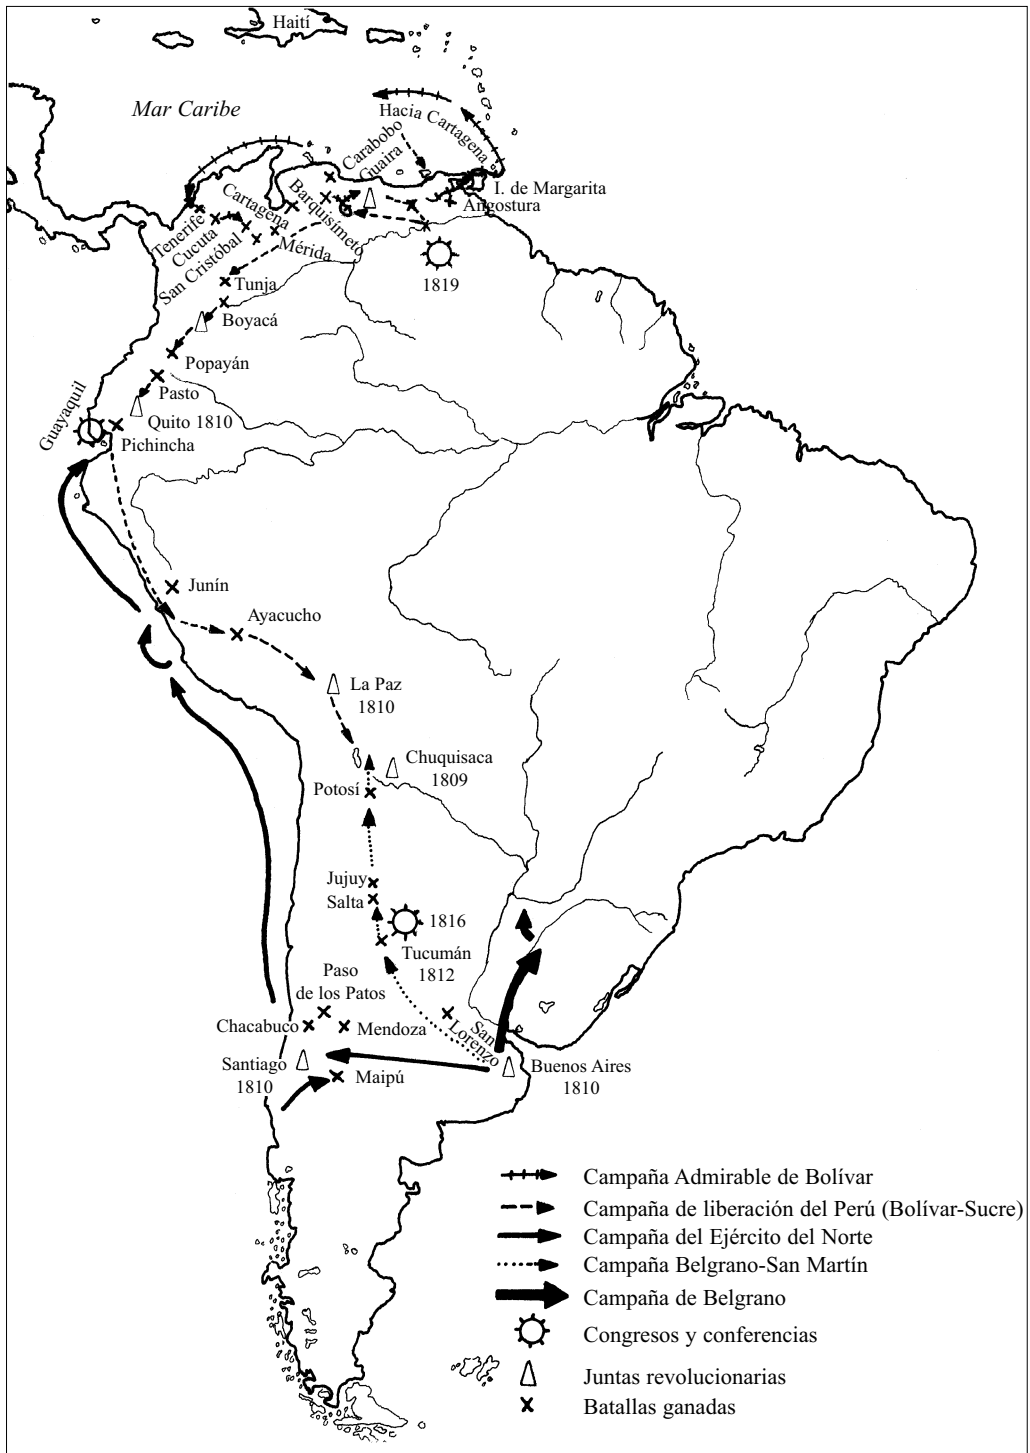 Haití
Mar Caribe
Hacia Cartagena
Carabobo
Guaira
I. de Margarita
Angostura
Barquisímeto
Cartagena
Tenerife
Cucuta
San Cristóbal
Mérida
1819
Tunja
Boyacá
Popayán
Pasto
Guayaquil
Quito 1810
Pichincha
Junín
Ayacucho
La Paz
1810
Chuquisaca
1809
Potosí
Jujuy
Salta
1816
Tucumán
1812
Paso
de los Patos
Chacabuco
Mendoza
San
Lorenzo
Santiago
1810
Maipú
Buenos Aires
1810
Campaña Admirable de Bolívar
Campaña de liberación del Perú (Bolívar-Sucre)
Campaña del Ejército del Norte
Campaña Belgrano-San Martín
Campaña de Belgrano
Congresos y conferencias
Juntas revolucionarias
Batallas ganadas